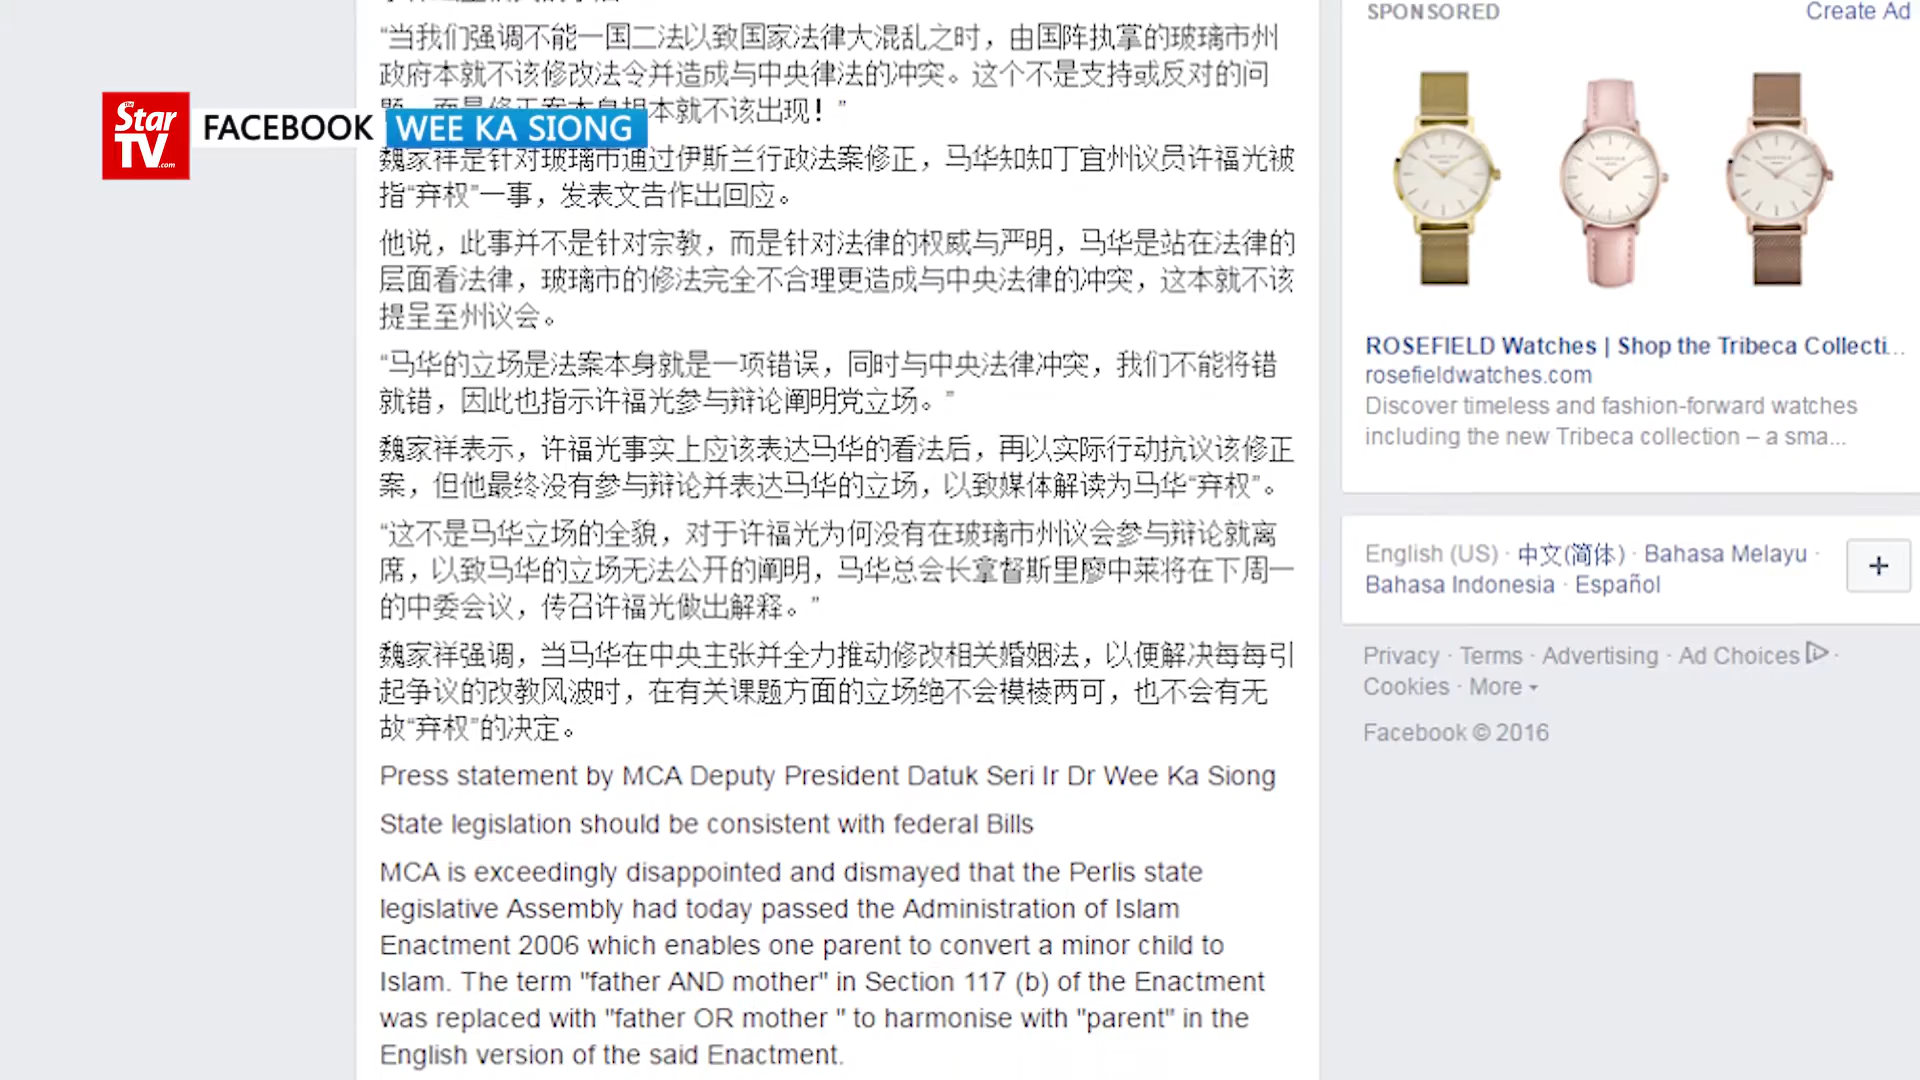 “当我们强调不能一国二法以致国家法律大混乱之时，由国阵执掌的玻璃市州
政府本就不该修改法令并造成与中央律法的冲突。这个不是支持或反对的问
本就不该出现！”
The Star TV.com
FACEBOOK WEE KA SIONG
魏家祥是针对玻璃市通过伊斯兰行政法案修正，马华知知丁宜州议员许福光被
指“弃权”一事，发表文告作出回应。
他说，此事并不是针对宗教，而是针对法律的权威与严明，马华是站在法律的
层面看法律，玻璃市的修法完全不合理更造成与中央法律的冲突，这本就不该
提呈至州议会。
“马华的立场是法案本身就是一项错误，同时与中央法律冲突，我们不能将错
就错，因此也指示许福光参与辩论阐明党立场。”
魏家祥表示，许福光事实上应该表达马华的看法后，再以实际行动抗议该修正
案，但他最终没有参与辩论并表达马华的立场，以致媒体解读为马华“弃权”。
“这不是马华立场的全貌，对于许福光为何没有在玻璃市州议会参与辩论就离
席，以致马华的立场无法公开的阐明，马华总会长拿督斯里廖中莱将在下周一
的中委会议，传召许福光做出解释。”
魏家祥强调，当马华在中央主张并全力推动修改相关婚姻法，以便解决每每引
起争议的改教风波时，在有关课题方面的立场绝不会模棱两可，也不会有无
故“弃权”的决定。
Press statement by MCA Deputy President Datuk Seri Ir Dr Wee Ka Siong
State legislation should be consistent with federal Bills
MCA is exceedingly disappointed and dismayed that the Perlis state
legislative Assembly had today passed the Administration of Islam
Enactment 2006 which enables one parent to convert a minor child to
Islam. The term "father AND mother" in Section 117 (b) of the Enactment
was replaced with "father OR mother " to harmonise with "parent" in the
English version of the said Enactment.
SPONSORED
Create Ad
ROSEFIELD Watches | Shop the Tribeca Collecti...
rosefieldwatches.com
Discover timeless and fashion-forward watches
including the new Tribeca collection – a sma...
English (US) · 中文(简体) · Bahasa Melayu ·
Bahasa Indonesia · Español
+
Privacy · Terms · Advertising · Ad Choices ·
Cookies · More
Facebook © 2016